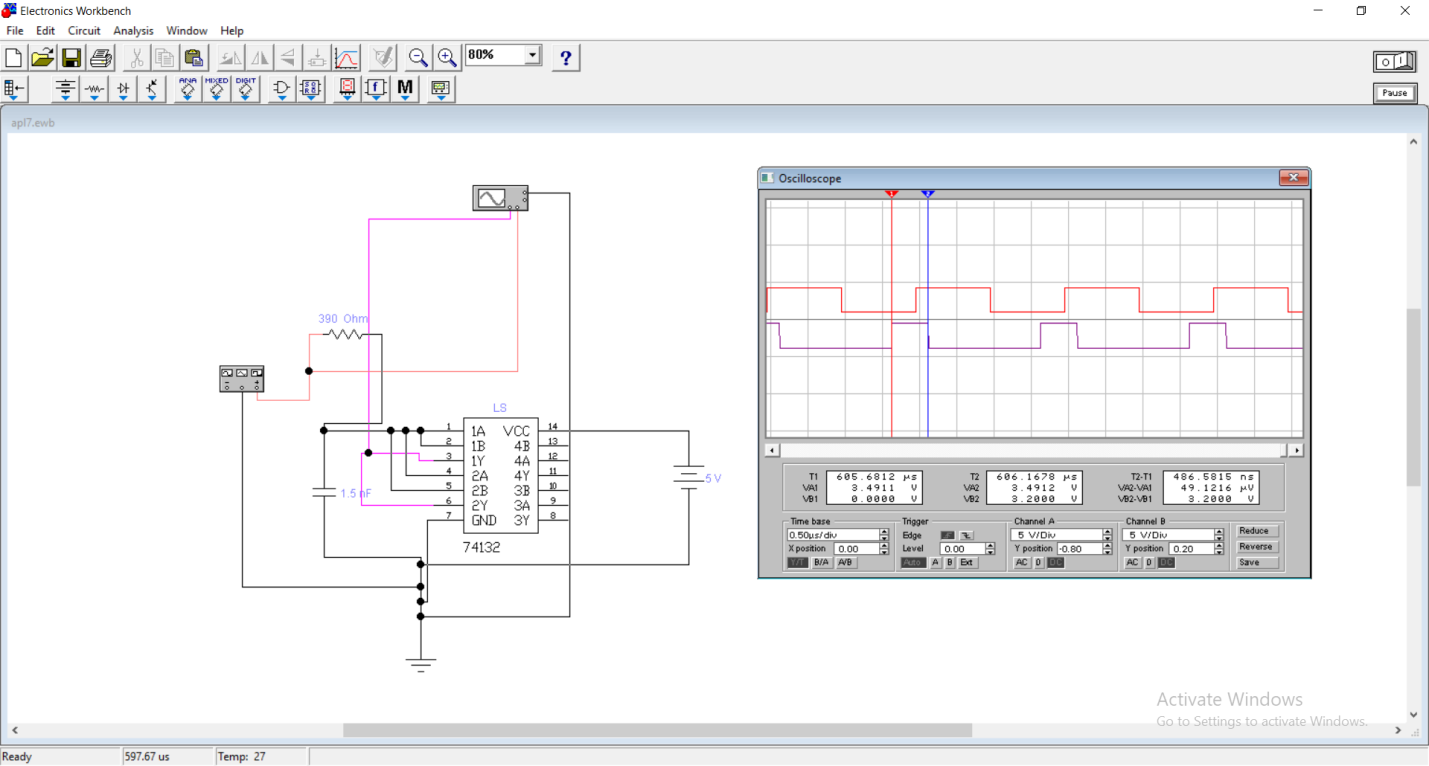 Electronics Workbench
File Edit Circuit Analysis Window Help
80%
?
ANA MIXED DIGIT
M
Pause
apl7.ewb
390 Ohm
1.5 nF
LS
1 1A VCC 14
2 1B 4B 13
3 1Y 4A 12
4 2A 4Y 11
5 2B 3B 10
6 2Y 3A 9
7 GND 3Y 8
74132
5 V
Oscilloscope
1 2
T1 605.6812 µs T2 606.1678 µs T2-T1 486.5815 ns
VA1 3.4911 V VA2 3.4912 V VA2-VA1 49.1216 µV
VB1 0.0000 V VB2 3.2000 V VB2-VB1 3.2000 V
Time base Trigger Channel A Channel B
0.50µs/div Edge 5 V/Div 5 V/Div Reduce
X position 0.00 Level 0.00 Y position -0.80 Y position 0.20 Reverse
Y/T B/A A/B Auto A B Ext AC 0 DC AC 0 DC Save
Activate Windows
Go to Settings to activate Windows.
Ready 597.67 us Temp: 27